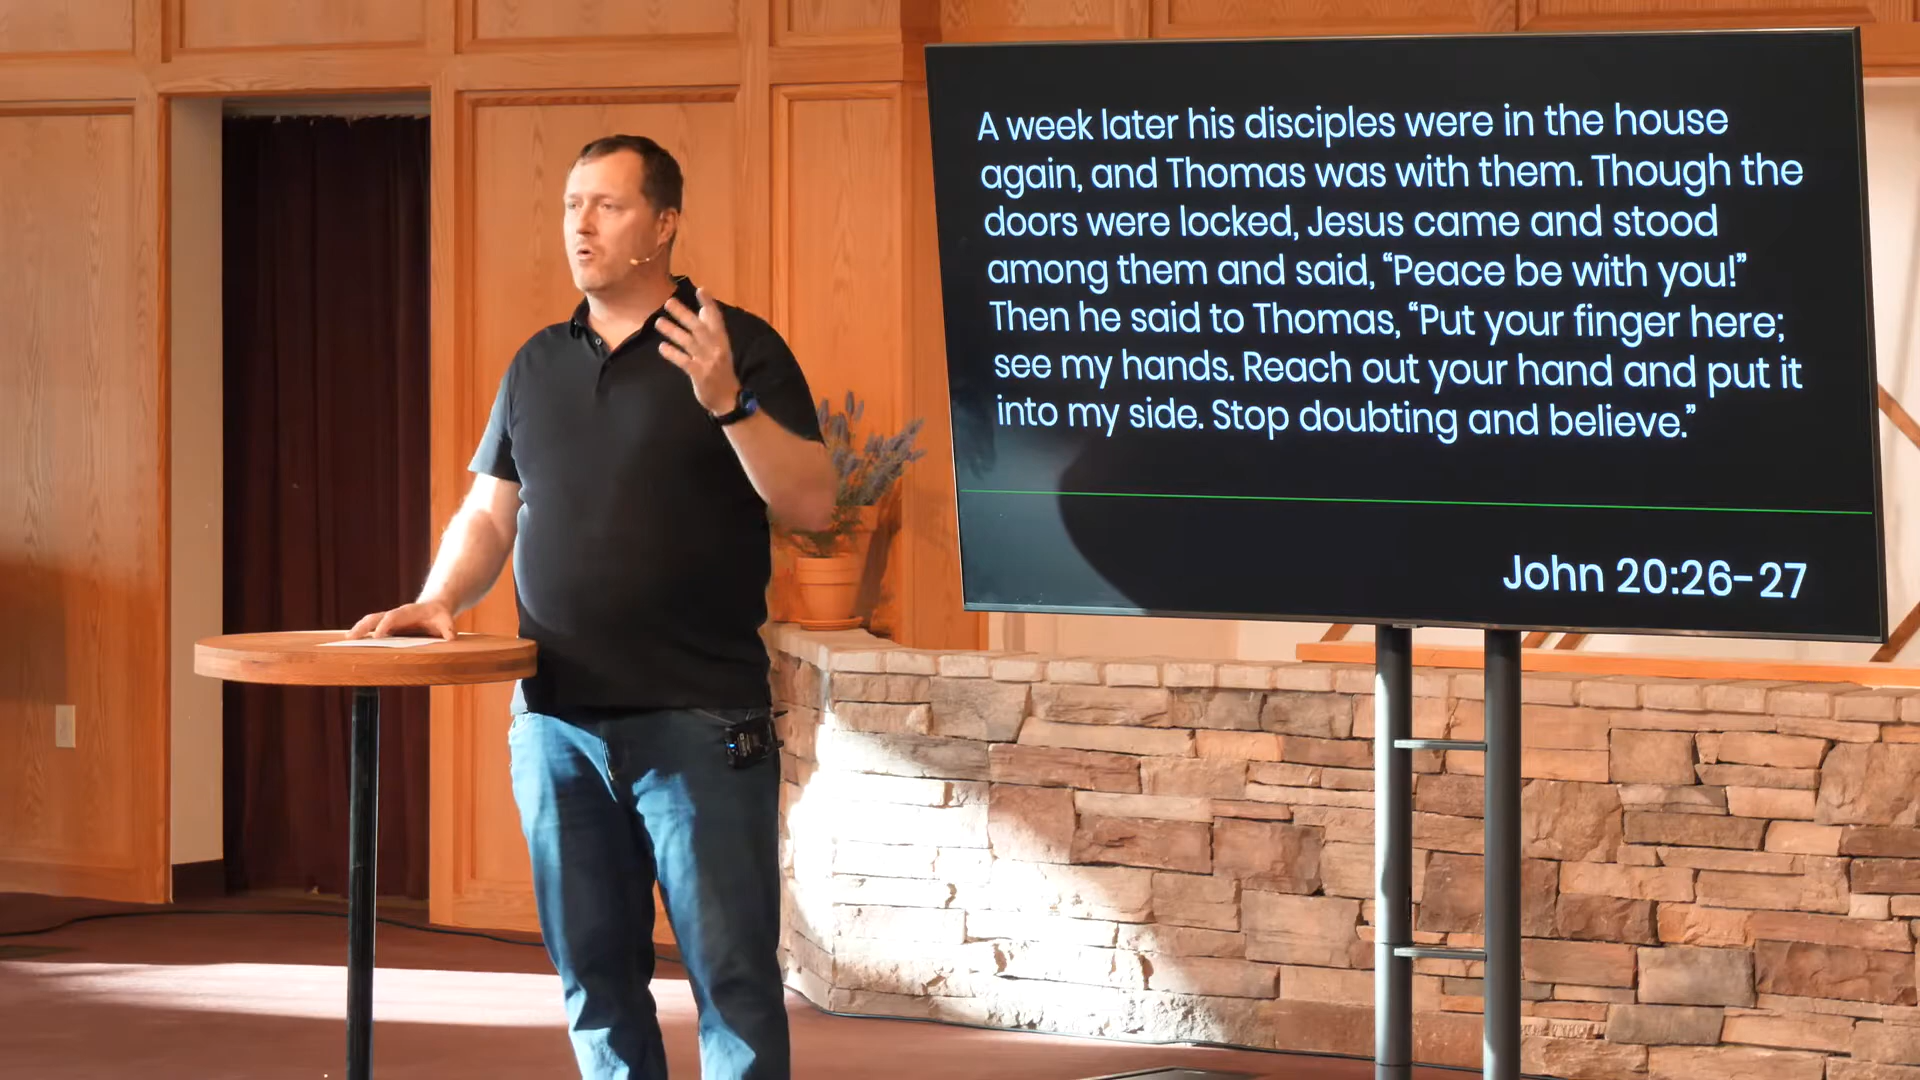 A week later his disciples were in the house
again, and Thomas was with them. Though the
doors were locked, Jesus came and stood
among them and said, “Peace be with you!”
Then he said to Thomas, “Put your finger here;
see my hands. Reach out your hand and put it
into my side. Stop doubting and believe.”
John 20:26-27